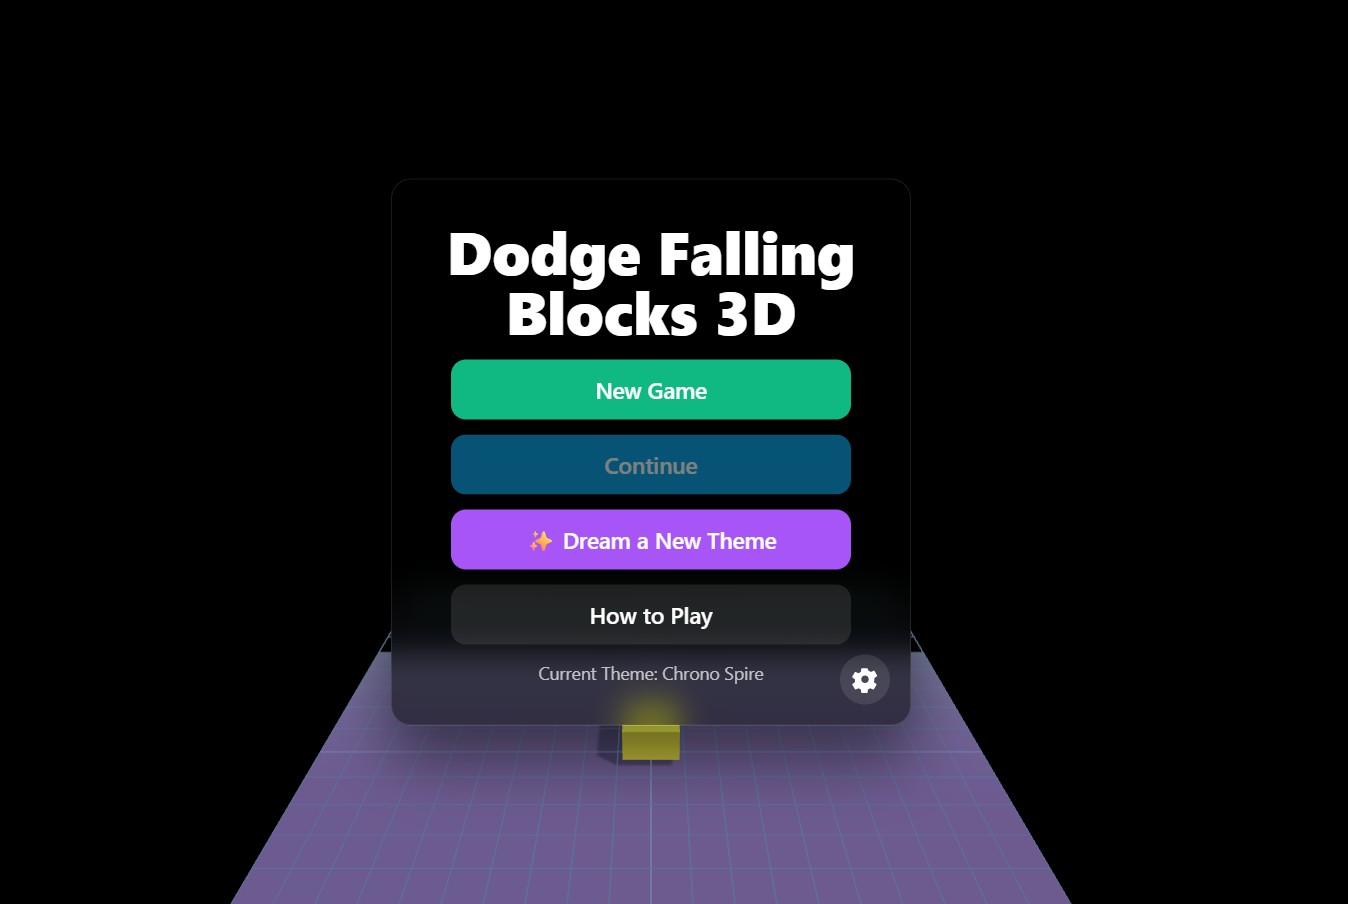 Dodge Falling
Blocks 3D
New Game
Continue
✨ Dream a New Theme
How to Play
Current Theme: Chrono Spire